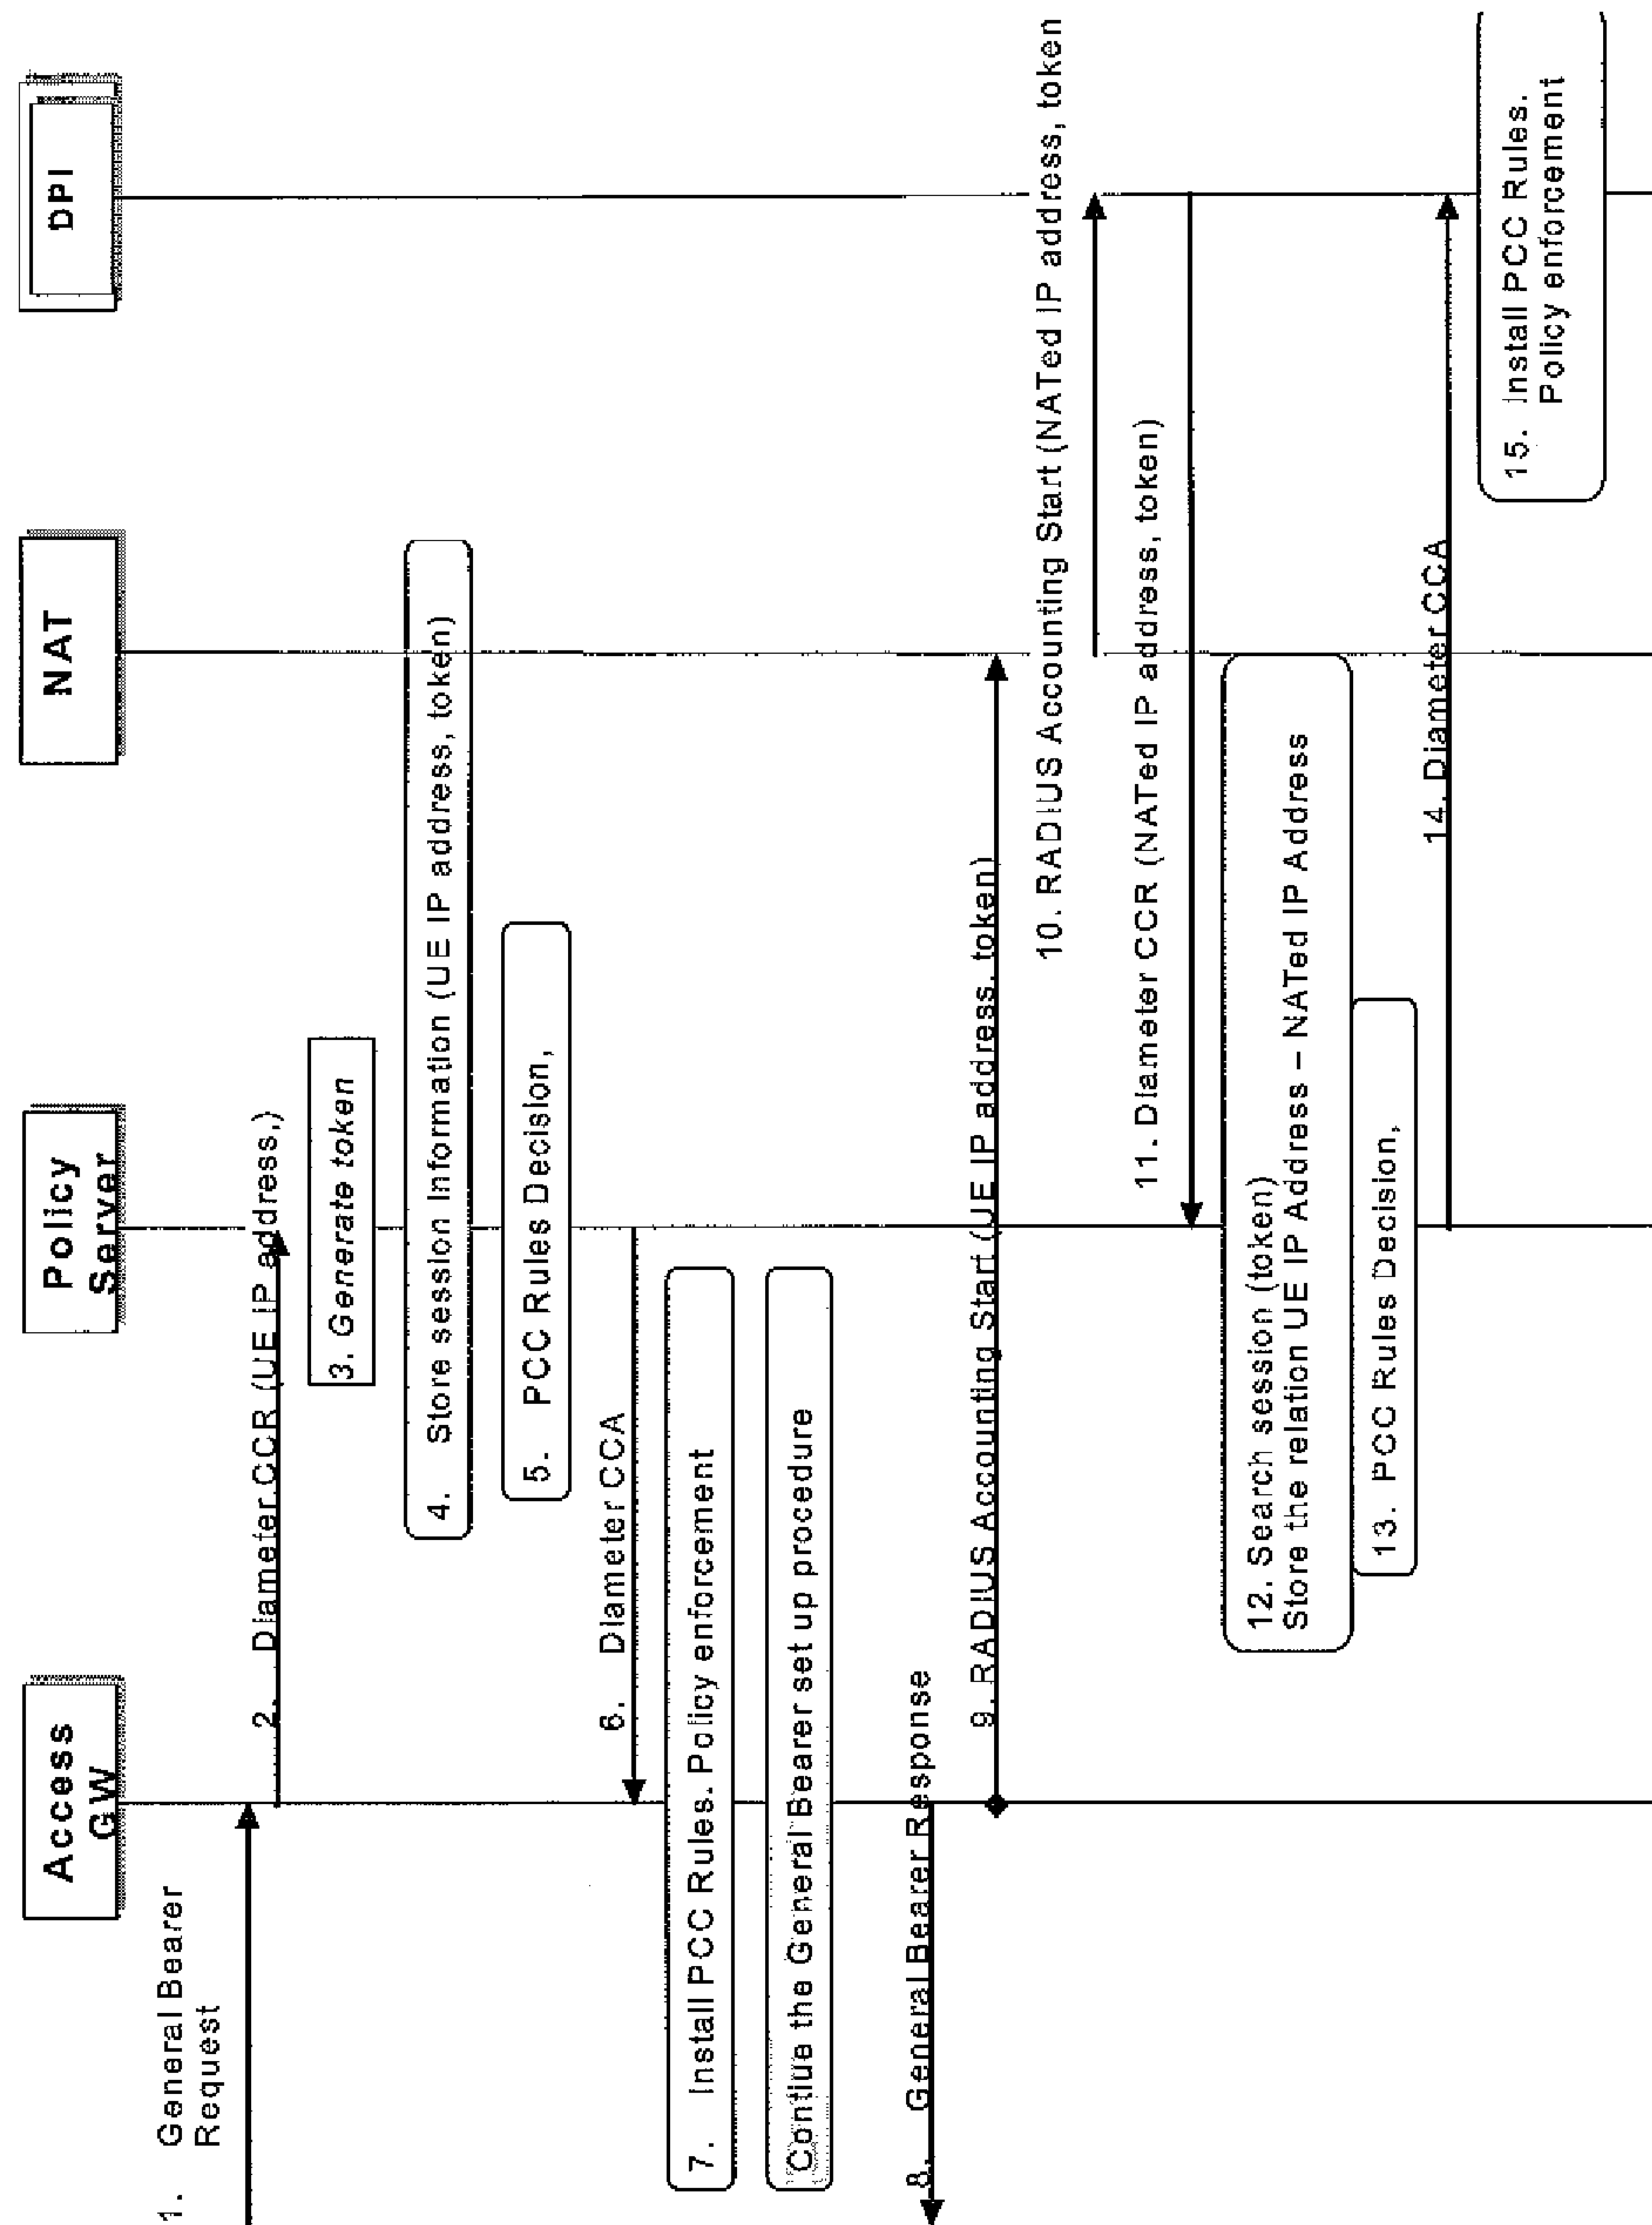 Access
GW
Policy
Server
NAT
DPI
1. General Bearer
Request
2. Diameter CCR (UE IP address,)
3. Generate token
4. Store session Information (UE IP address, token)
5. PCC Rules Decision,
6. Diameter CCA
7. Install PCC Rules. Policy enforcement
Contiue the General Bearer set up procedure
8. General Bearer Response
9. RADIUS Accounting Start (UE IP address, token)
10. RADIUS Accounting Start (NATed IP address, token
11. Diameter CCR (NATed IP address, token)
12. Search session (token)
Store the relation UE IP Address – NATed IP Address
13. PCC Rules Decision,
14. Diameter CCA
15. Install PCC Rules.
Policy enforcement